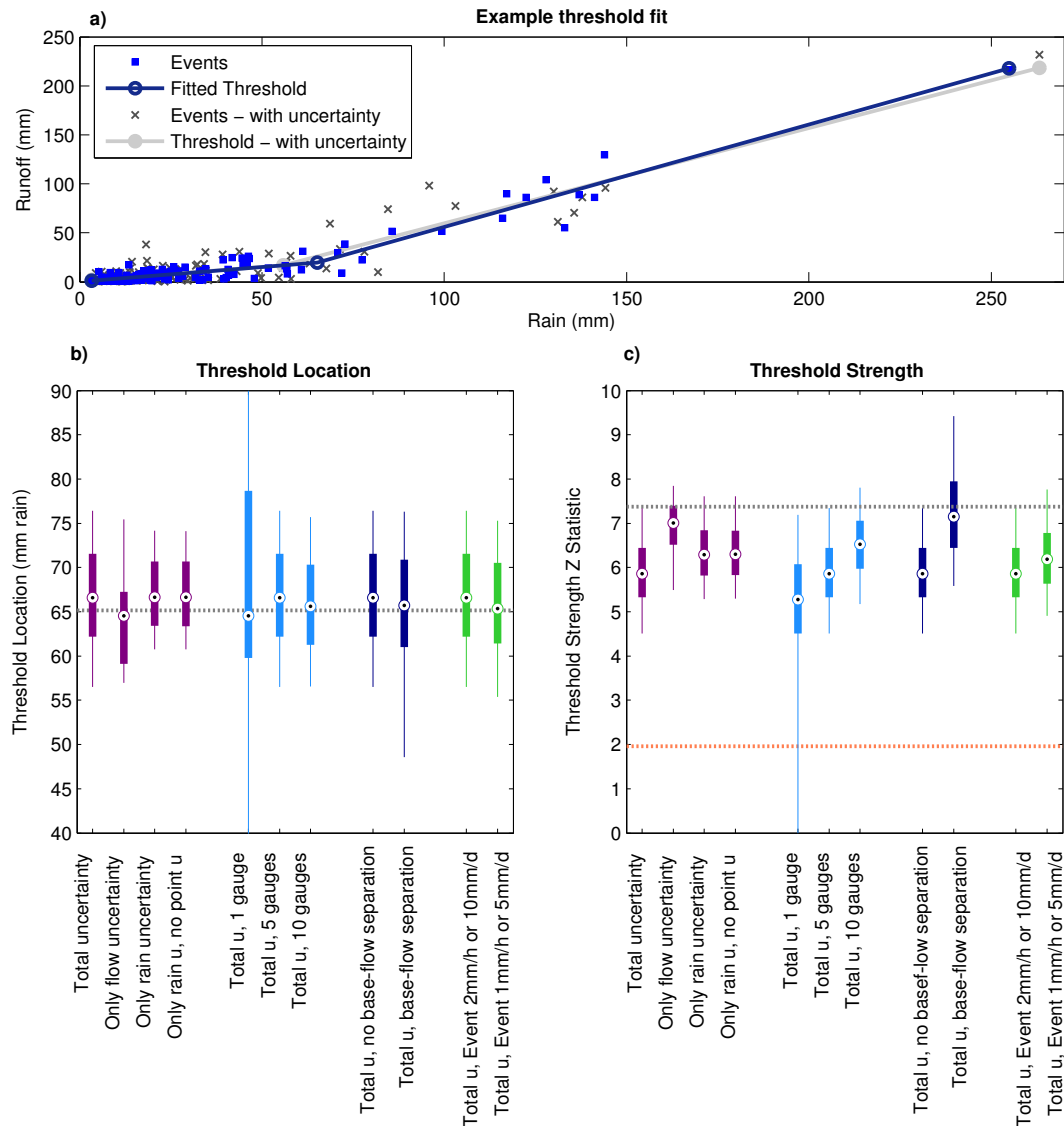 a)
Example threshold fit
250
200
150
100
50
0
Runoff (mm)
Events
Fitted Threshold
Events − with uncertainty
Threshold − with uncertainty
0
50
100
150
200
250
Rain (mm)
b)
Threshold Location
90
85
80
75
70
65
60
55
50
45
40
Threshold Location (mm rain)
Total uncertainty
Only flow uncertainty
Only rain uncertainty
Only rain u, no point u
Total u, 1 gauge
Total u, 5 gauges
Total u, 10 gauges
Total u, no base-flow separation
Total u, base-flow separation
Total u, Event 2mm/h or 10mm/d
Total u, Event 1mm/h or 5mm/d
c)
Threshold Strength
10
9
8
7
6
5
4
3
2
1
0
Threshold Strength Z Statistic
Total uncertainty
Only flow uncertainty
Only rain uncertainty
Only rain u, no point u
Total u, 1 gauge
Total u, 5 gauges
Total u, 10 gauges
Total u, no basef-low separation
Total u, base-flow separation
Total u, Event 2mm/h or 10mm/d
Total u, Event 1mm/h or 5mm/d